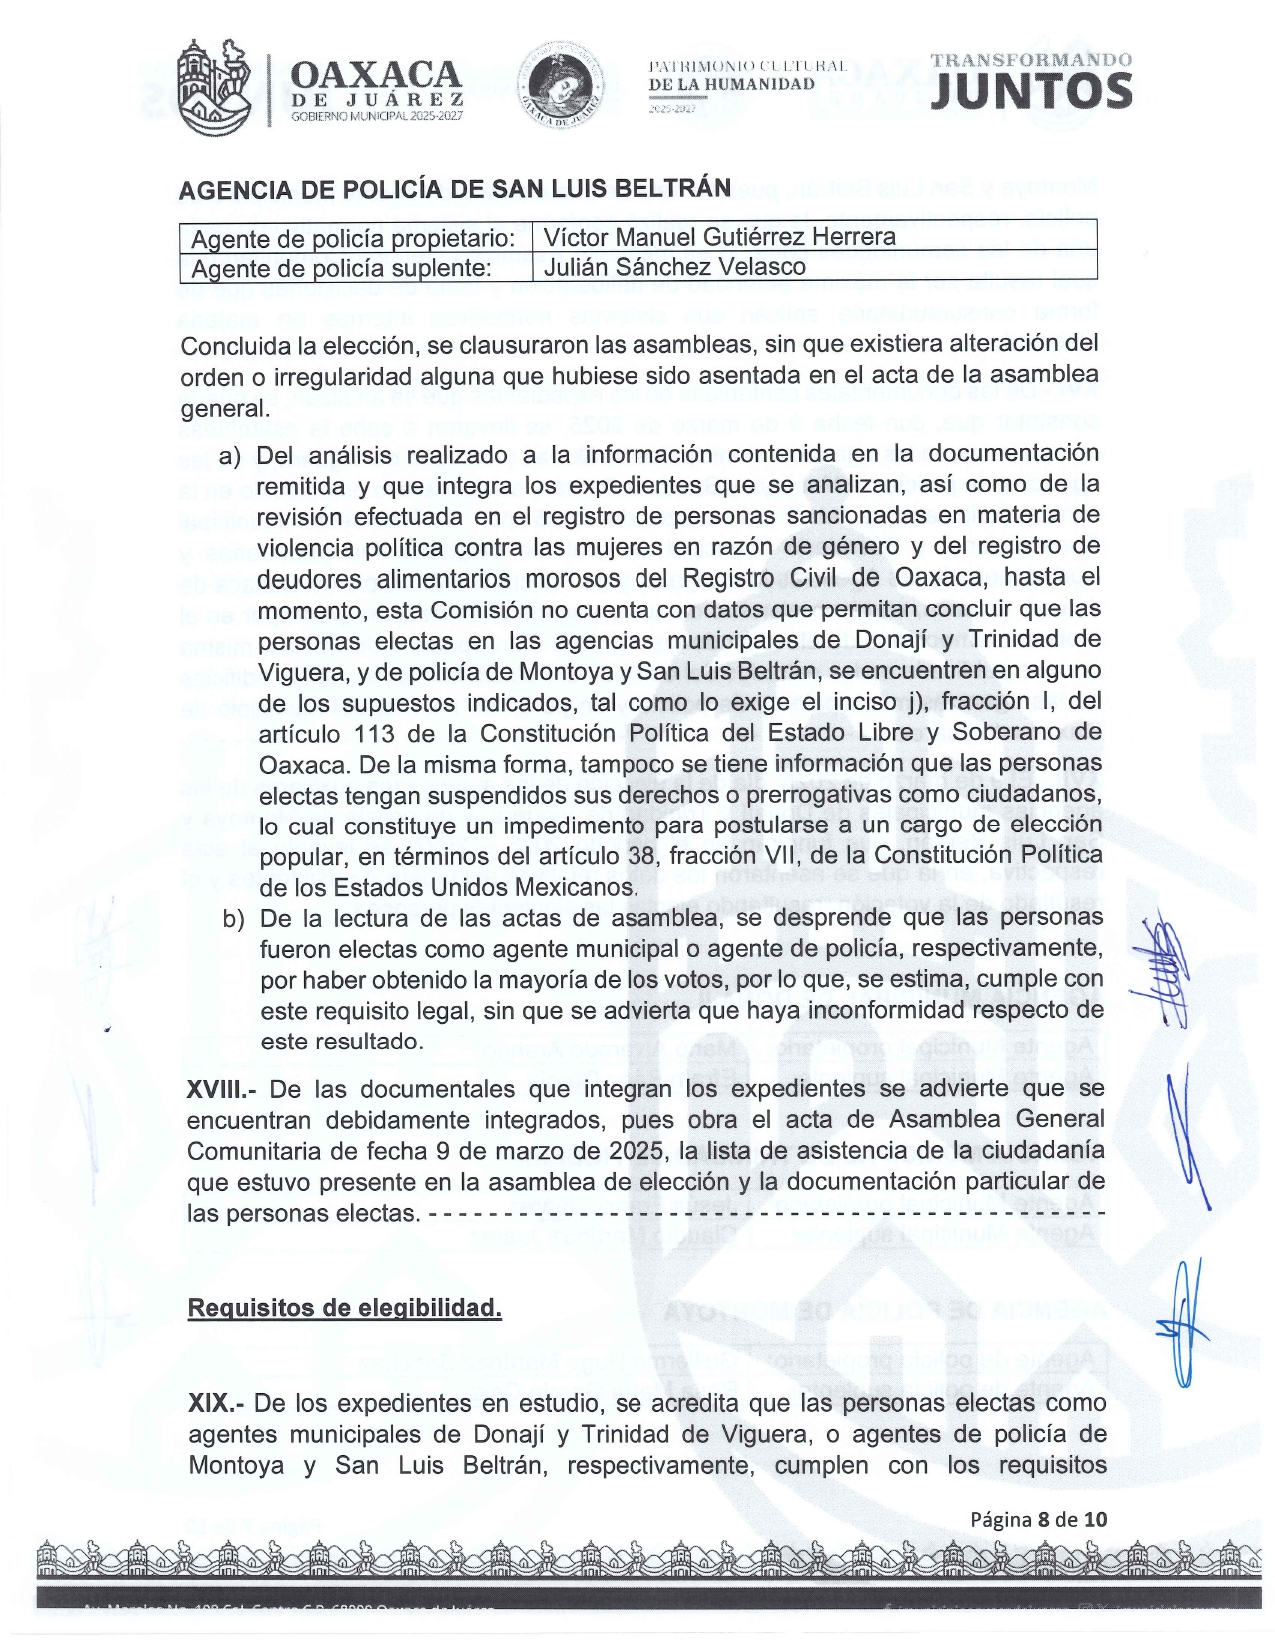 OAXACA
DE JUÁREZ
GOBIERNO MUNICIPAL 2025-2027
OAXACA DE JUÁREZ
PATRIMONIO CULTURAL
DE LA HUMANIDAD
2025-2027
TRANSFORMANDO
JUNTOS
AGENCIA DE POLICÍA DE SAN LUIS BELTRÁN
Agente de policía propietario: Víctor Manuel Gutiérrez Herrera
Agente de policía suplente: Julián Sánchez Velasco
Concluida la elección, se clausuraron las asambleas, sin que existiera alteración del
orden o irregularidad alguna que hubiese sido asentada en el acta de la asamblea
general.
a) Del análisis realizado a la información contenida en la documentación
remitida y que integra los expedientes que se analizan, así como de la
revisión efectuada en el registro de personas sancionadas en materia de
violencia política contra las mujeres en razón de género y del registro de
deudores alimentarios morosos del Registro Civil de Oaxaca, hasta el
momento, esta Comisión no cuenta con datos que permitan concluir que las
personas electas en las agencias municipales de Donají y Trinidad de
Viguera, y de policía de Montoya y San Luis Beltrán, se encuentren en alguno
de los supuestos indicados, tal como lo exige el inciso j), fracción I, del
artículo 113 de la Constitución Política del Estado Libre y Soberano de
Oaxaca. De la misma forma, tampoco se tiene información que las personas
electas tengan suspendidos sus derechos o prerrogativas como ciudadanos,
lo cual constituye un impedimento para postularse a un cargo de elección
popular, en términos del artículo 38, fracción VII, de la Constitución Política
de los Estados Unidos Mexicanos.
b) De la lectura de las actas de asamblea, se desprende que las personas
fueron electas como agente municipal o agente de policía, respectivamente,
por haber obtenido la mayoría de los votos, por lo que, se estima, cumple con
este requisito legal, sin que se advierta que haya inconformidad respecto de
este resultado.
XVIII.- De las documentales que integran los expedientes se advierte que se
encuentran debidamente integrados, pues obra el acta de Asamblea General
Comunitaria de fecha 9 de marzo de 2025, la lista de asistencia de la ciudadanía
que estuvo presente en la asamblea de elección y la documentación particular de
las personas electas. - - - - - - - - - - - - - - - - - - - - - - - - - - - - - - - - - - - - - - - - - - - - - -
Requisitos de elegibilidad.
XIX.- De los expedientes en estudio, se acredita que las personas electas como
agentes municipales de Donají y Trinidad de Viguera, o agentes de policía de
Montoya y San Luis Beltrán, respectivamente, cumplen con los requisitos
Página 8 de 10